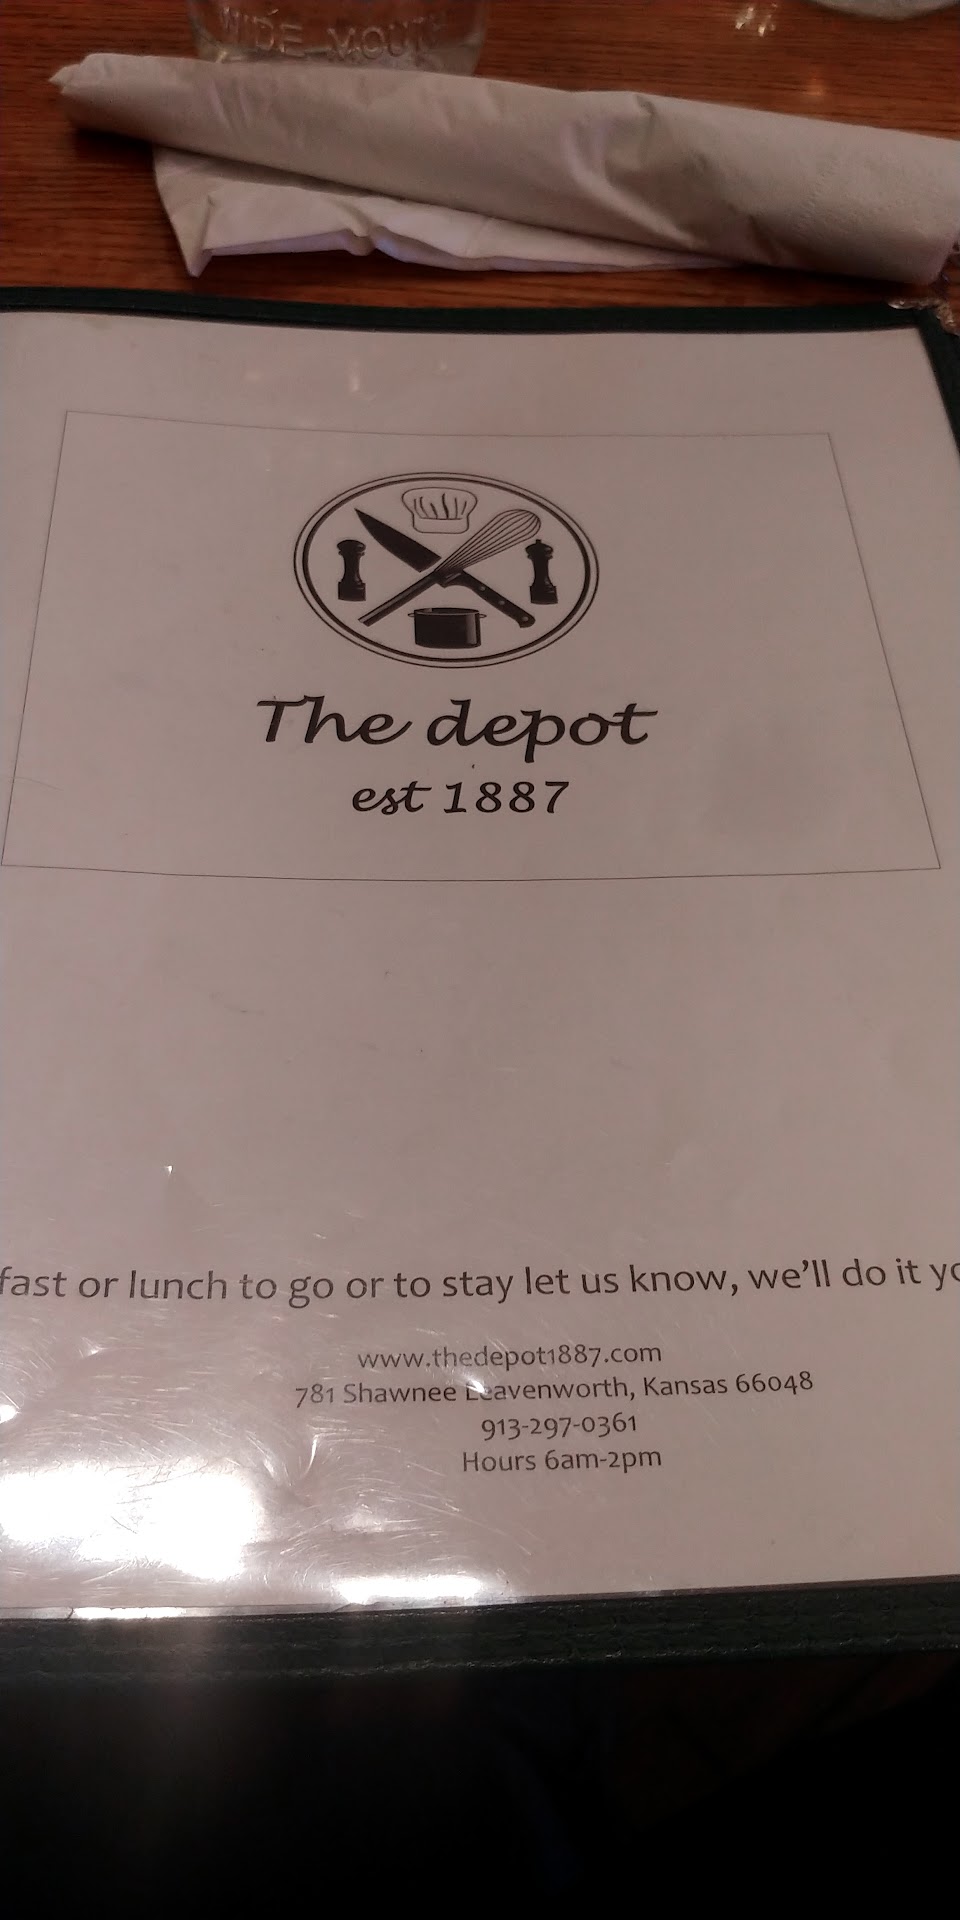 WIDE MOUTH
The depot
est 1887
fast or lunch to go or to stay let us know, we'll do it
www.thedepot1887.com
781 Shawnee Leavenworth, Kansas 66048
913-297-0361
Hours 6am-2pm